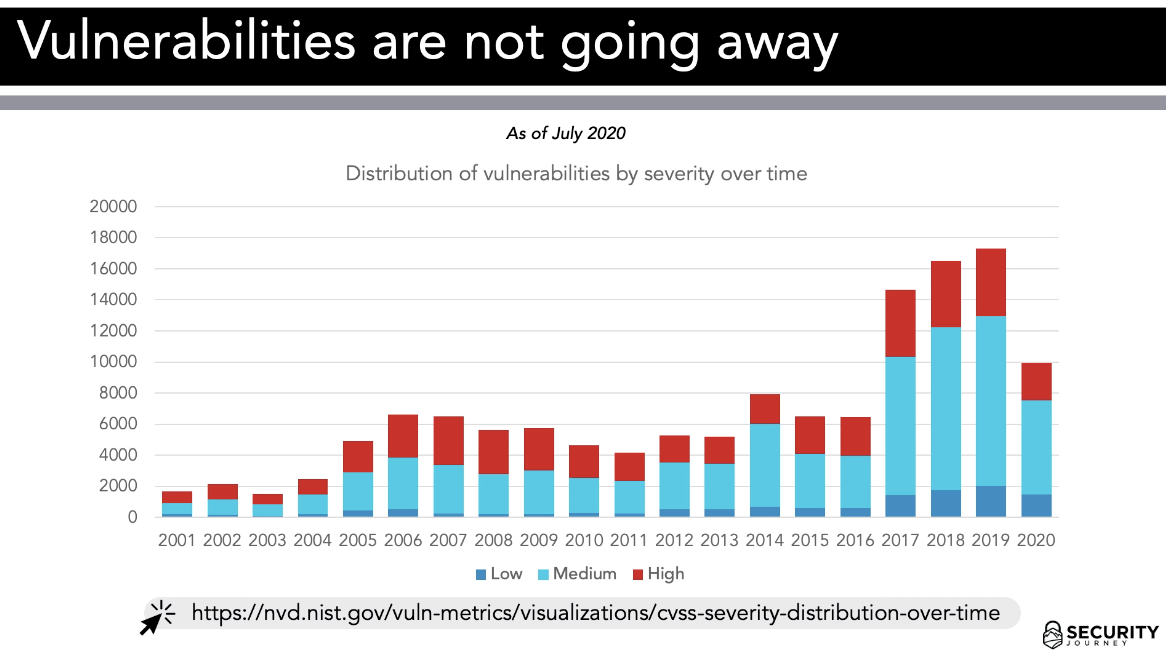 Vulnerabilities are not going away
As of July 2020
Distribution of vulnerabilities by severity over time
20000
18000
16000
14000
12000
10000
8000
6000
4000
2000
0
2001 2002 2003 2004 2005 2006 2007 2008 2009 2010 2011 2012 2013 2014 2015 2016 2017 2018 2019 2020
Low Medium High
https://nvd.nist.gov/vuln-metrics/visualizations/cvss-severity-distribution-over-time
SECURITY
JOURNEY